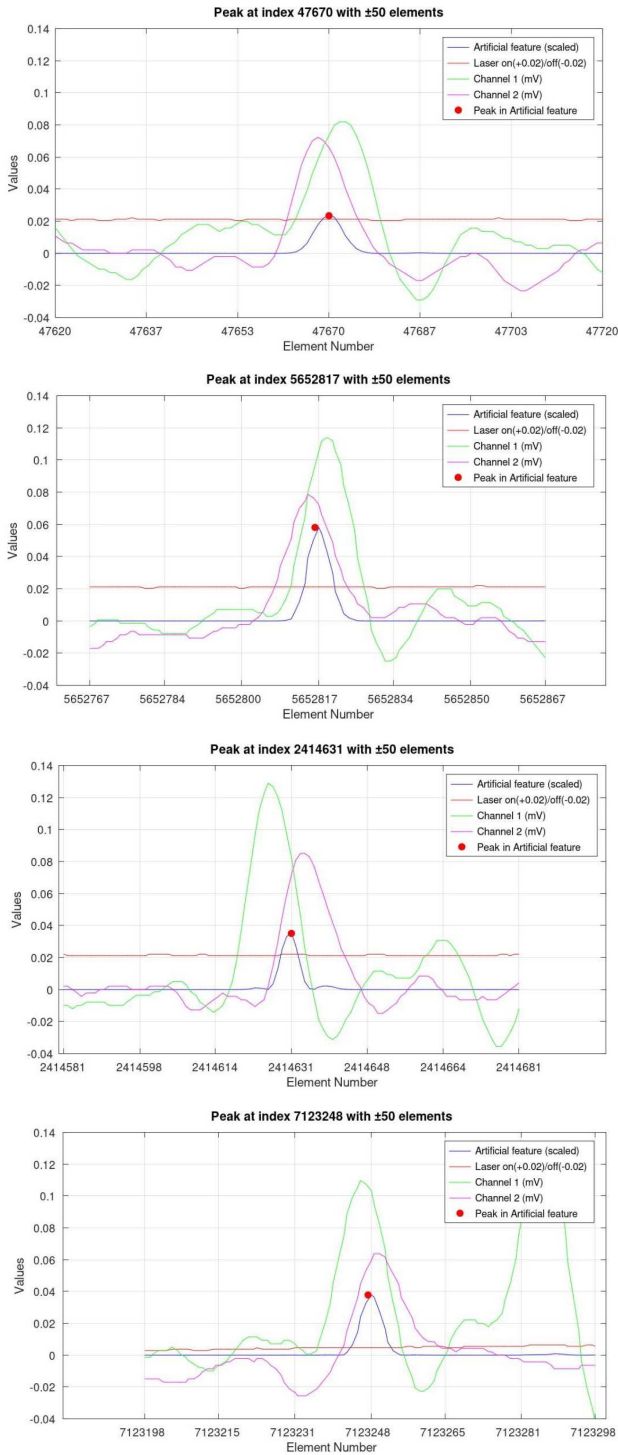 Peak at index 47670 with ±50 elements
0.14
0.12
0.1
0.08
0.06
0.04
0.02
0
-0.02
-0.04
Values
Artificial feature (scaled)
Laser on(+0.02)/off(-0.02)
Channel 1 (mV)
Channel 2 (mV)
Peak in Artificial feature
47620 47637 47653 47670 47687 47703 47720
Element Number
Peak at index 5652817 with ±50 elements
0.14
0.12
0.1
0.08
0.06
0.04
0.02
0
-0.02
-0.04
Values
Artificial feature (scaled)
Laser on(+0.02)/off(-0.02)
Channel 1 (mV)
Channel 2 (mV)
Peak in Artificial feature
5652767 5652784 5652800 5652817 5652834 5652850 5652867
Element Number
Peak at index 2414631 with ±50 elements
0.14
0.12
0.1
0.08
0.06
0.04
0.02
0
-0.02
-0.04
Values
Artificial feature (scaled)
Laser on(+0.02)/off(-0.02)
Channel 1 (mV)
Channel 2 (mV)
Peak in Artificial feature
2414581 2414598 2414614 2414631 2414648 2414664 2414681
Element Number
Peak at index 7123248 with ±50 elements
0.14
0.12
0.1
0.08
0.06
0.04
0.02
0
-0.02
-0.04
Values
Artificial feature (scaled)
Laser on(+0.02)/off(-0.02)
Channel 1 (mV)
Channel 2 (mV)
Peak in Artificial feature
7123198 7123215 7123231 7123248 7123265 7123281 7123298
Element Number